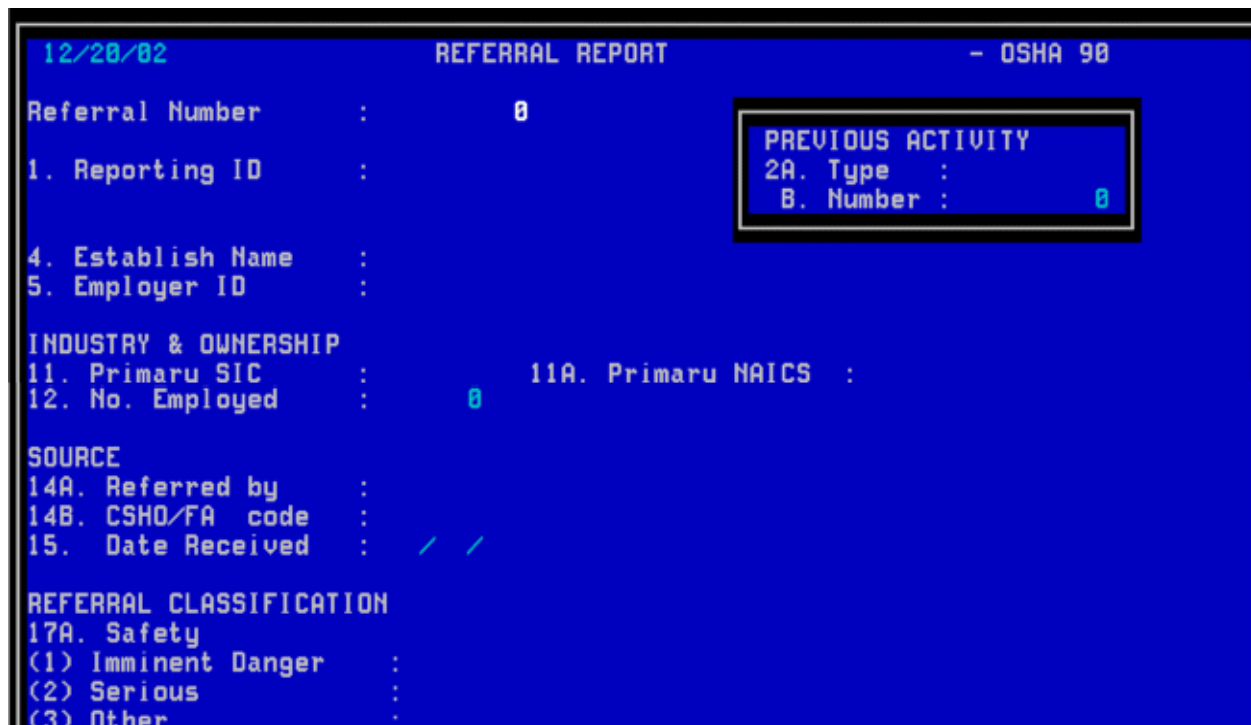 12/20/02 REFERRAL REPORT - OSHA 90
Referral Number : 0
PREVIOUS ACTIVITY
1. Reporting ID : 2A. Type :
B. Number : 0
4. Establish Name :
5. Employer ID :
INDUSTRY & OWNERSHIP
11. Primaru SIC : 11A. Primaru NAICS :
12. No. Employed : 0
SOURCE
14A. Referred by :
14B. CSHO/FA code :
15. Date Received : / /
REFERRAL CLASSIFICATION
17A. Safety
(1) Imminent Danger :
(2) Serious :
(3) Other :